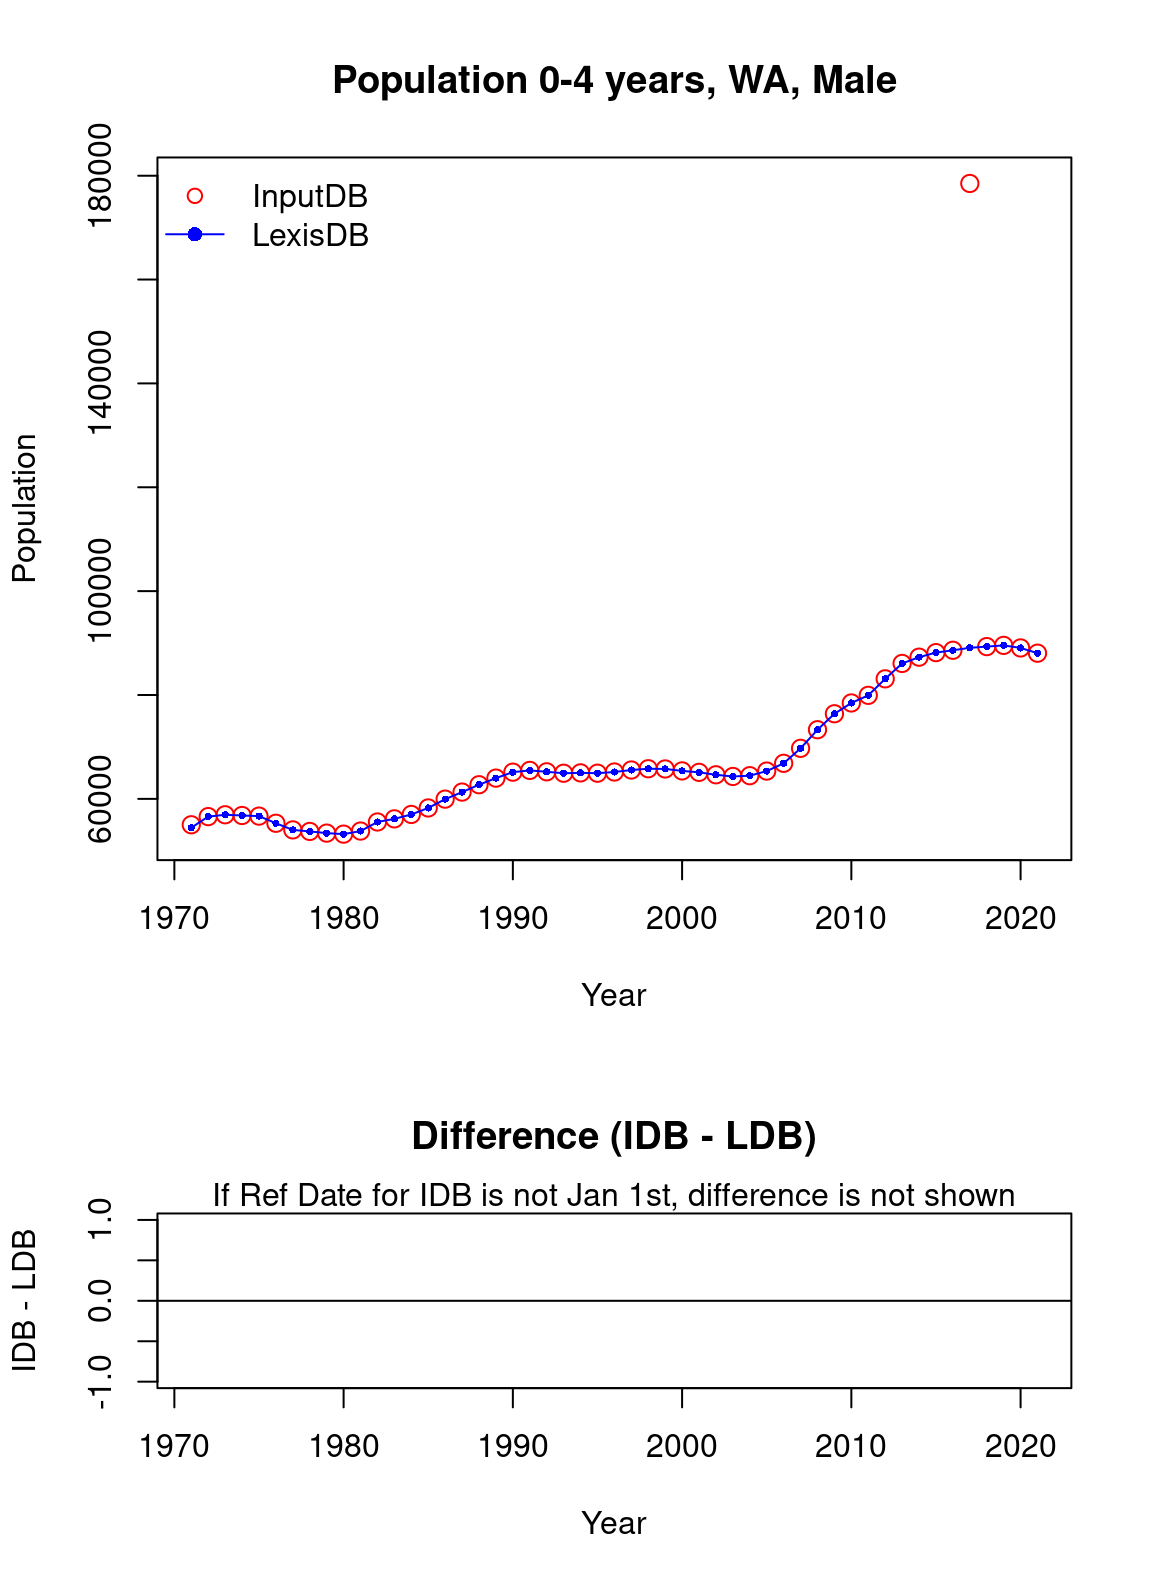 Population 0-4 years, WA, Male
180000
140000
100000
60000
Population
InputDB
LexisDB
1970 1980 1990 2000 2010 2020
Year
Difference (IDB - LDB)
If Ref Date for IDB is not Jan 1st, difference is not shown
1.0
0.0
-1.0
IDB - LDB
1970 1980 1990 2000 2010 2020
Year